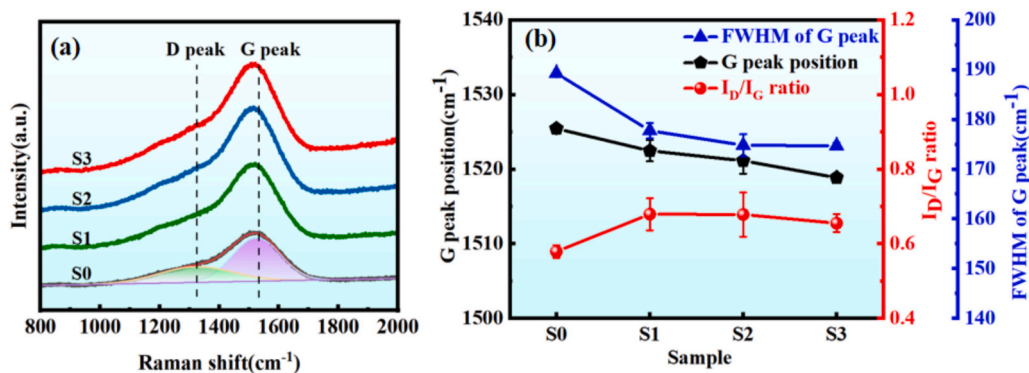 (a)
D peak
G peak
S3
S2
S1
S0
Intensity(a.u.)
800
1000
1200
1400
1600
1800
2000
Raman shift(cm⁻¹)
(b)
FWHM of G peak
G peak position
I_D/I_G ratio
G peak position(cm⁻¹)
1540
1530
1520
1510
1500
S0
S1
S2
S3
Sample
1.2
1.0
0.8
0.6
0.4
I_D/I_G ratio
200
190
180
170
160
150
140
FWHM of G peak(cm⁻¹)